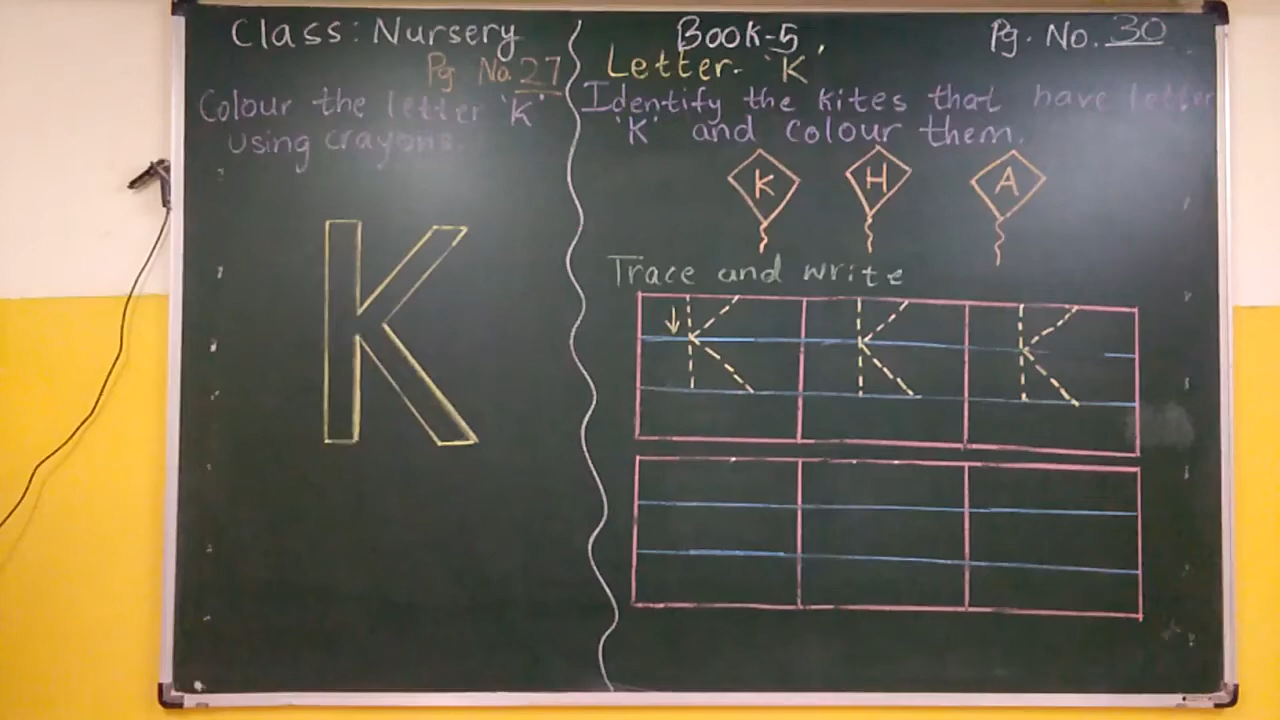 Class: Nursery
Pg No. 27
Colour the letter 'K'
using crayons.
K
Book-5
Pg. No. 30
Letter- 'K'
Identify the kites that have letter
'K' and colour them.
K H A
Trace and write
K K K